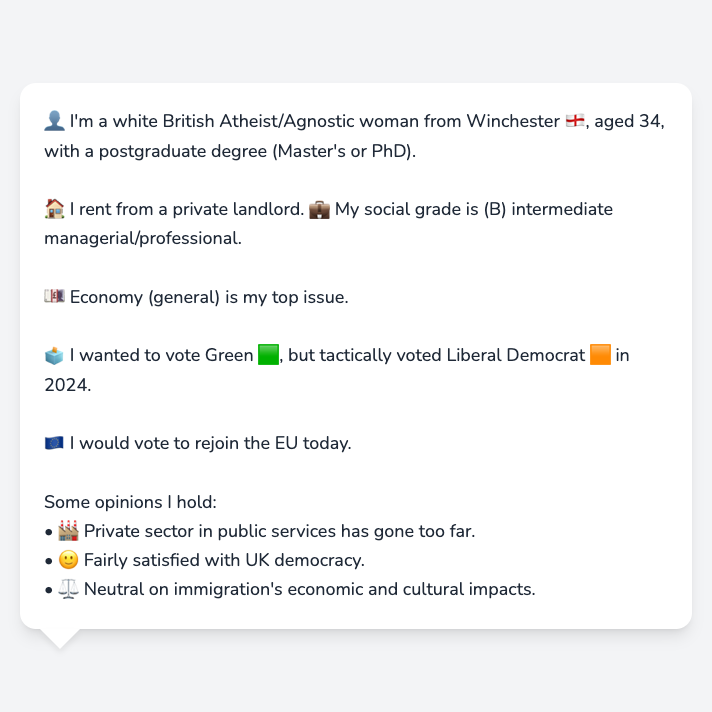 👤 I'm a white British Atheist/Agnostic woman from Winchester 🏴󠁧󠁢󠁥󠁮󠁧󠁿, aged 34,
with a postgraduate degree (Master's or PhD).
🏠 I rent from a private landlord. 💼 My social grade is (B) intermediate
managerial/professional.
💷 Economy (general) is my top issue.
🗳️ I wanted to vote Green 🟩, but tactically voted Liberal Democrat 🟧 in
2024.
🇪🇺 I would vote to rejoin the EU today.
Some opinions I hold:
• 🏭 Private sector in public services has gone too far.
• 🙂 Fairly satisfied with UK democracy.
• ⚖️ Neutral on immigration's economic and cultural impacts.